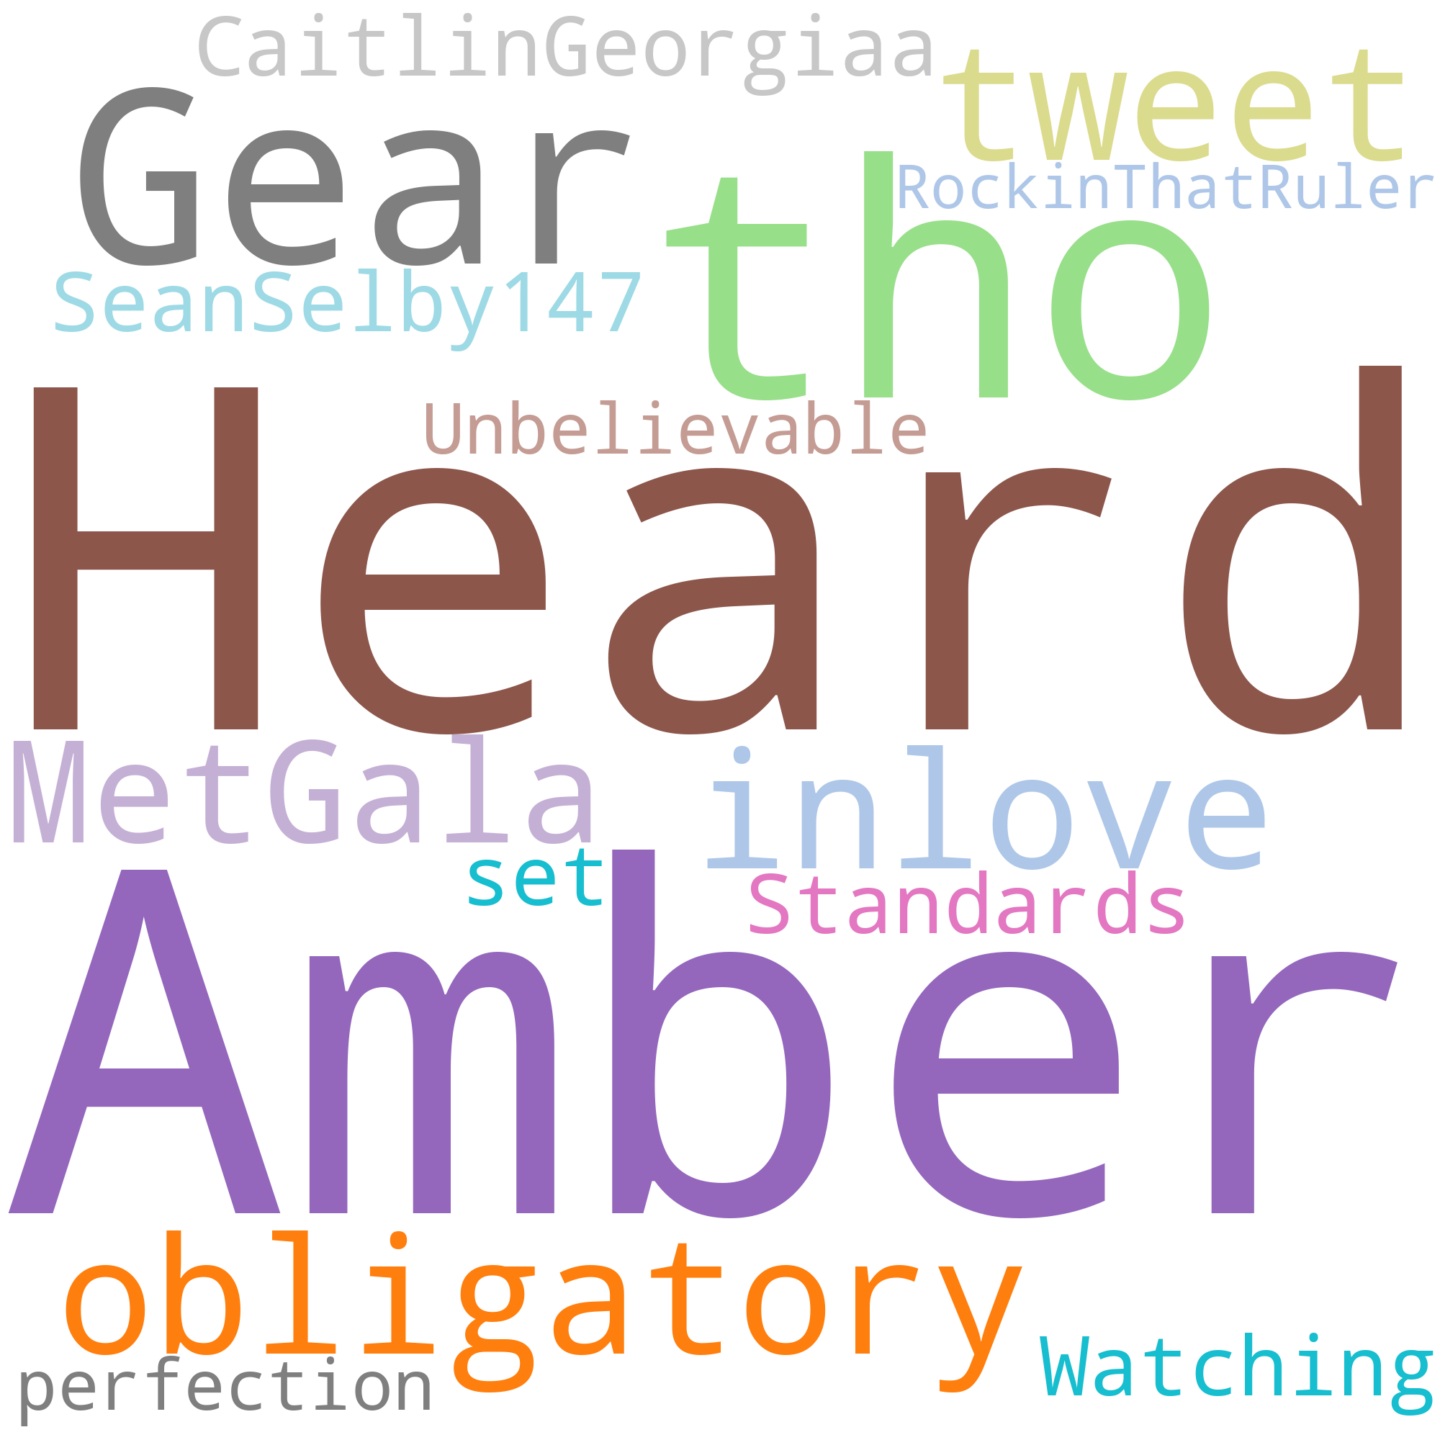 CaitlinGeorgiaa
tweet
Gear
tho
RockinThatRuler
SeanSelby147
Unbelievable
Heard
MetGala
inlove
set
Standards
Amber
obligatory
Watching
perfection